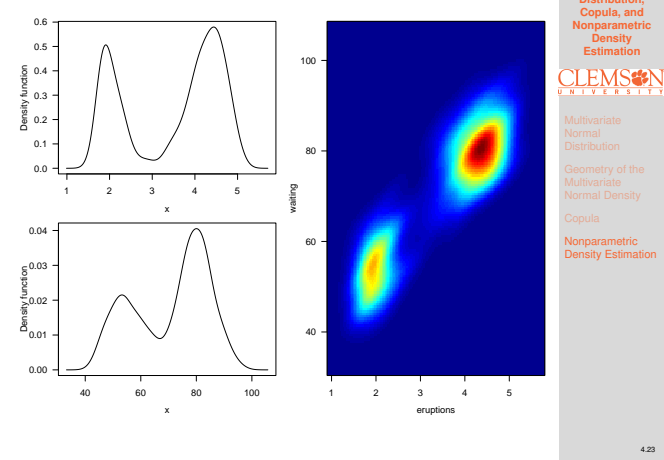 0.6
0.5
0.4
0.3
0.2
0.1
0.0
Density function
1 2 3 4 5
x
0.04
0.03
0.02
0.01
0.00
Density function
40 60 80 100
x
100
80
60
40
waiting
1 2 3 4 5
eruptions
Distribution,
Copula, and
Nonparametric
Density
Estimation
CLEMSON
UNIVERSITY
Multivariate
Normal
Distribution
Geometry of the
Multivariate
Normal Density
Copula
Nonparametric
Density Estimation
4.23